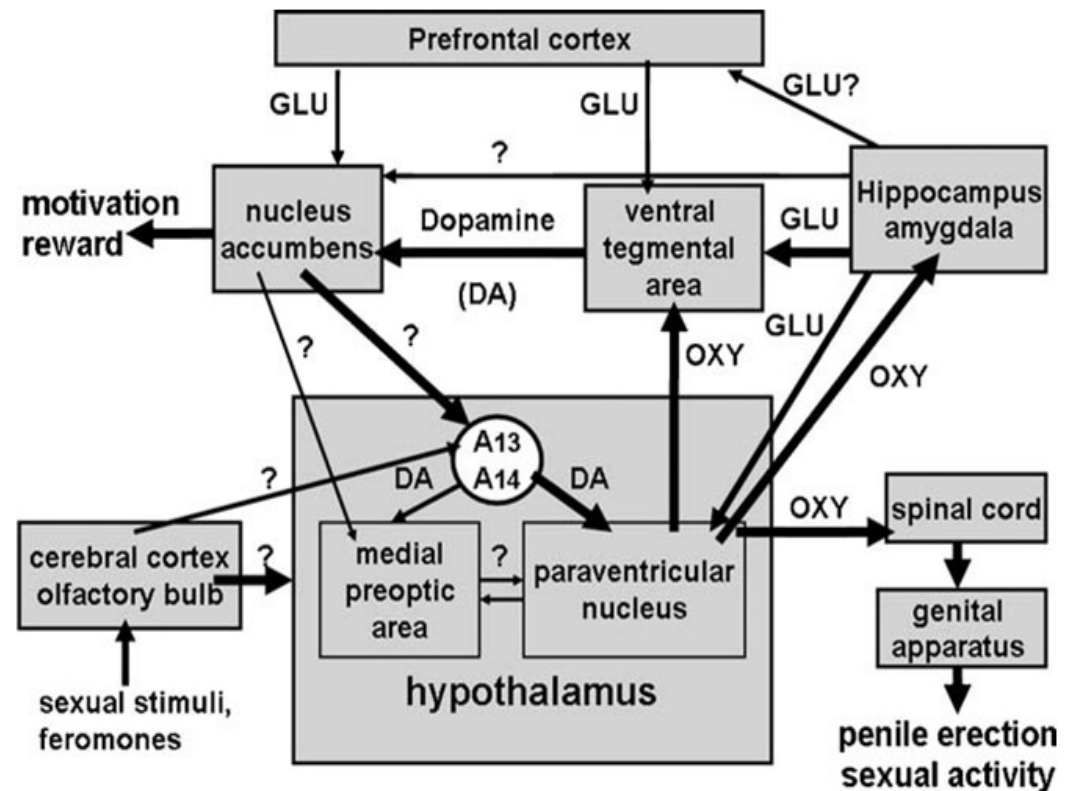 Prefrontal cortex
GLU
GLU
GLU?
?
motivation
reward
nucleus
accumbens
Dopamine
(DA)
ventral
tegmental
area
GLU
Hippocampus
amygdala
?
?
OXY
GLU
OXY
?
A13
A14
DA
DA
OXY
spinal cord
cerebral cortex
olfactory bulb
?
medial
preoptic
area
?
paraventricular
nucleus
genital
apparatus
hypothalamus
sexual stimuli,
feromones
penile erection
sexual activity